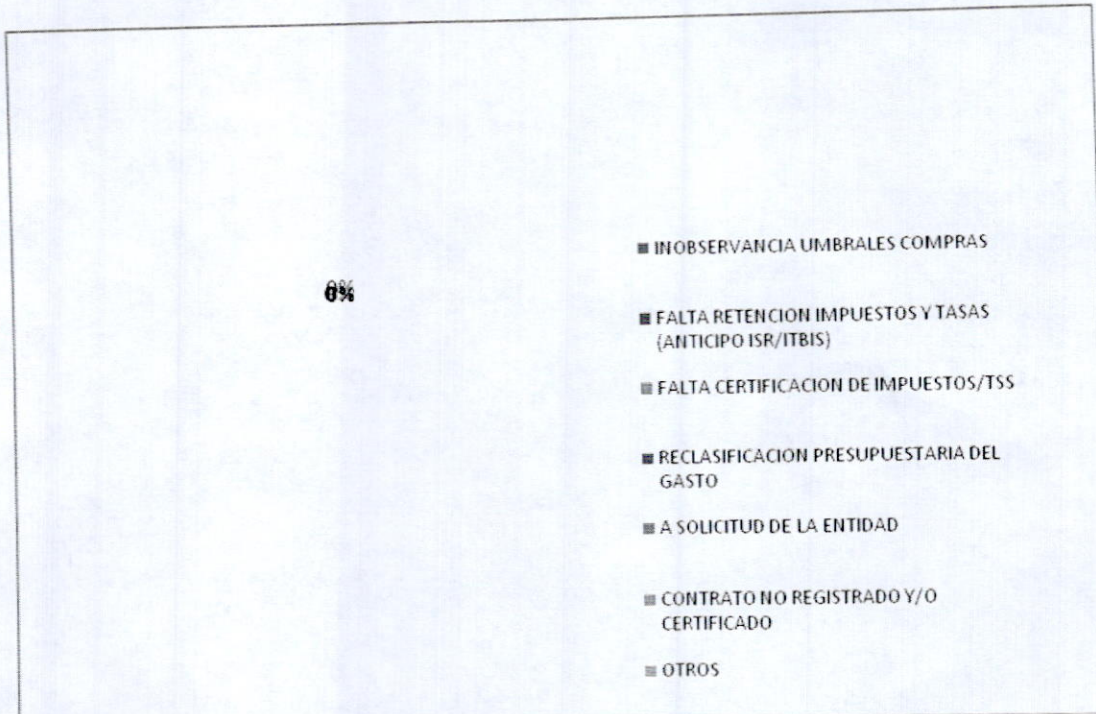 0%
INOBSERVANCIA UMBRALES COMPRAS
FALTA RETENCION IMPUESTOS Y TASAS
(ANTICIPO ISR/ITBIS)
FALTA CERTIFICACION DE IMPUESTOS/TSS
RECLASIFICACION PRESUPUESTARIA DEL
GASTO
A SOLICITUD DE LA ENTIDAD
CONTRATO NO REGISTRADO Y/O
CERTIFICADO
OTROS